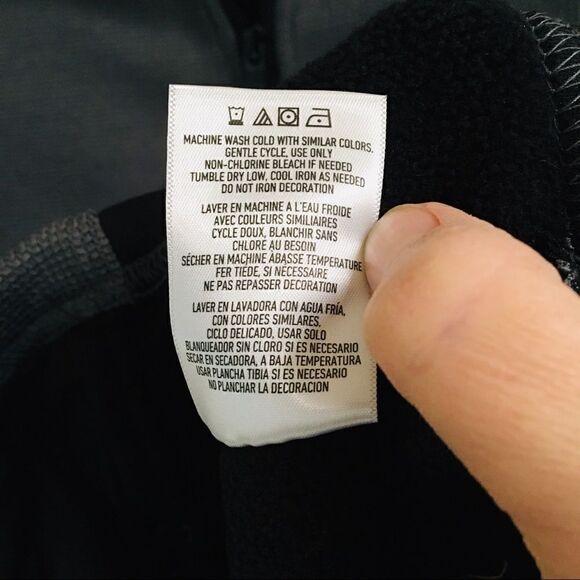 MACHINE WASH COLD WITH SIMILAR COLORS.
GENTLE CYCLE, USE ONLY
NON-CHLORINE BLEACH IF NEEDED
TUMBLE DRY LOW, COOL IRON AS NEEDED
DO NOT IRON DECORATION
LAVER EN MACHINE A L'EAU FROIDE
AVEC COULEURS SIMILIAIRES
CYCLE DOUX, BLANCHIR SANS
CHLORE AU BESOIN
SÉCHER EN MACHINE ÁBASSE TEMPERATURE
FER TIEDE, SI NÉCESSAIRE
NE PAS REPASSER DECORATION
LAVER EN LAVADORA CON AGUA FRÍA,
CON COLORES SIMILARES.
CICLO DELICADO, USAR SOLO
BLANQUEADOR SIN CLORO SI ES NECESARIO
SECAR EN SECADORA, A BAJA TEMPERATURA
USAR PLANCHA TIBIA SI ES NECESARIO
NO PLANCHAR LA DECORACION